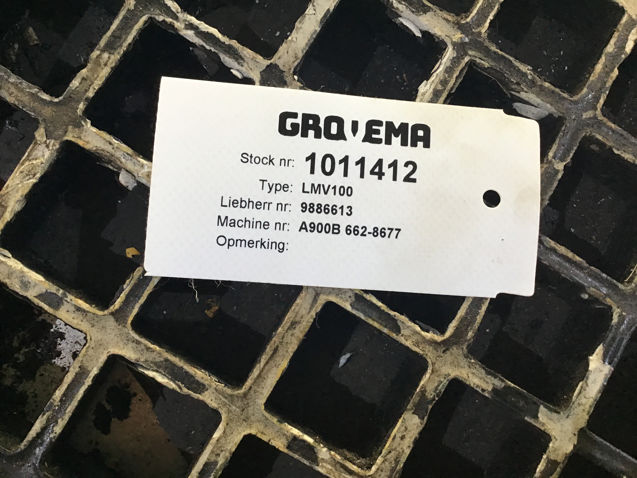 GROVEMA
Stock nr: 1011412
Type: LMV100
Liebherr nr: 9886613
Machine nr: A900B 662-8677
Opmerking: